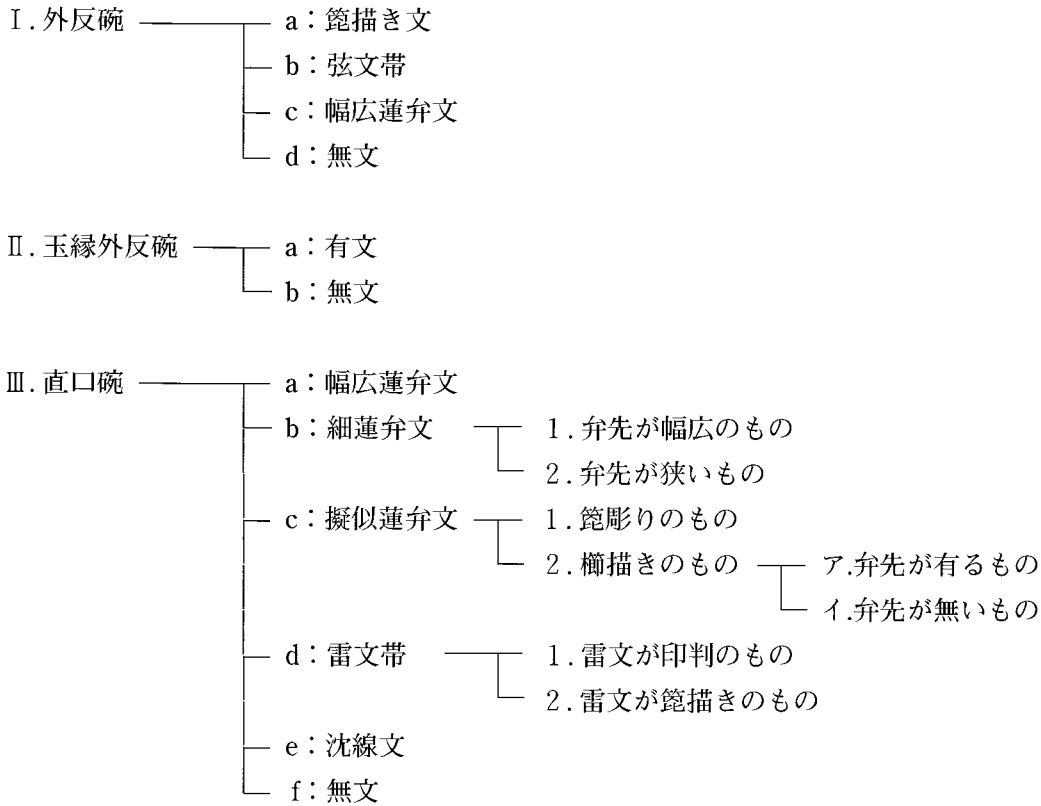 Ⅰ.外反碗 a：箆描き文
b：弦文帯
c：幅広蓮弁文
d：無文
Ⅱ.玉縁外反碗 a：有文
b：無文
Ⅲ.直口碗 a：幅広蓮弁文
b：細蓮弁文 1.弁先が幅広のもの
2.弁先が狭いもの
c：擬似蓮弁文 1.箆彫りのもの
2.櫛描きのもの ア.弁先が有るもの
イ.弁先が無いもの
d：雷文帯 1.雷文が印判のもの
2.雷文が箆描きのもの
e：沈線文
f：無文